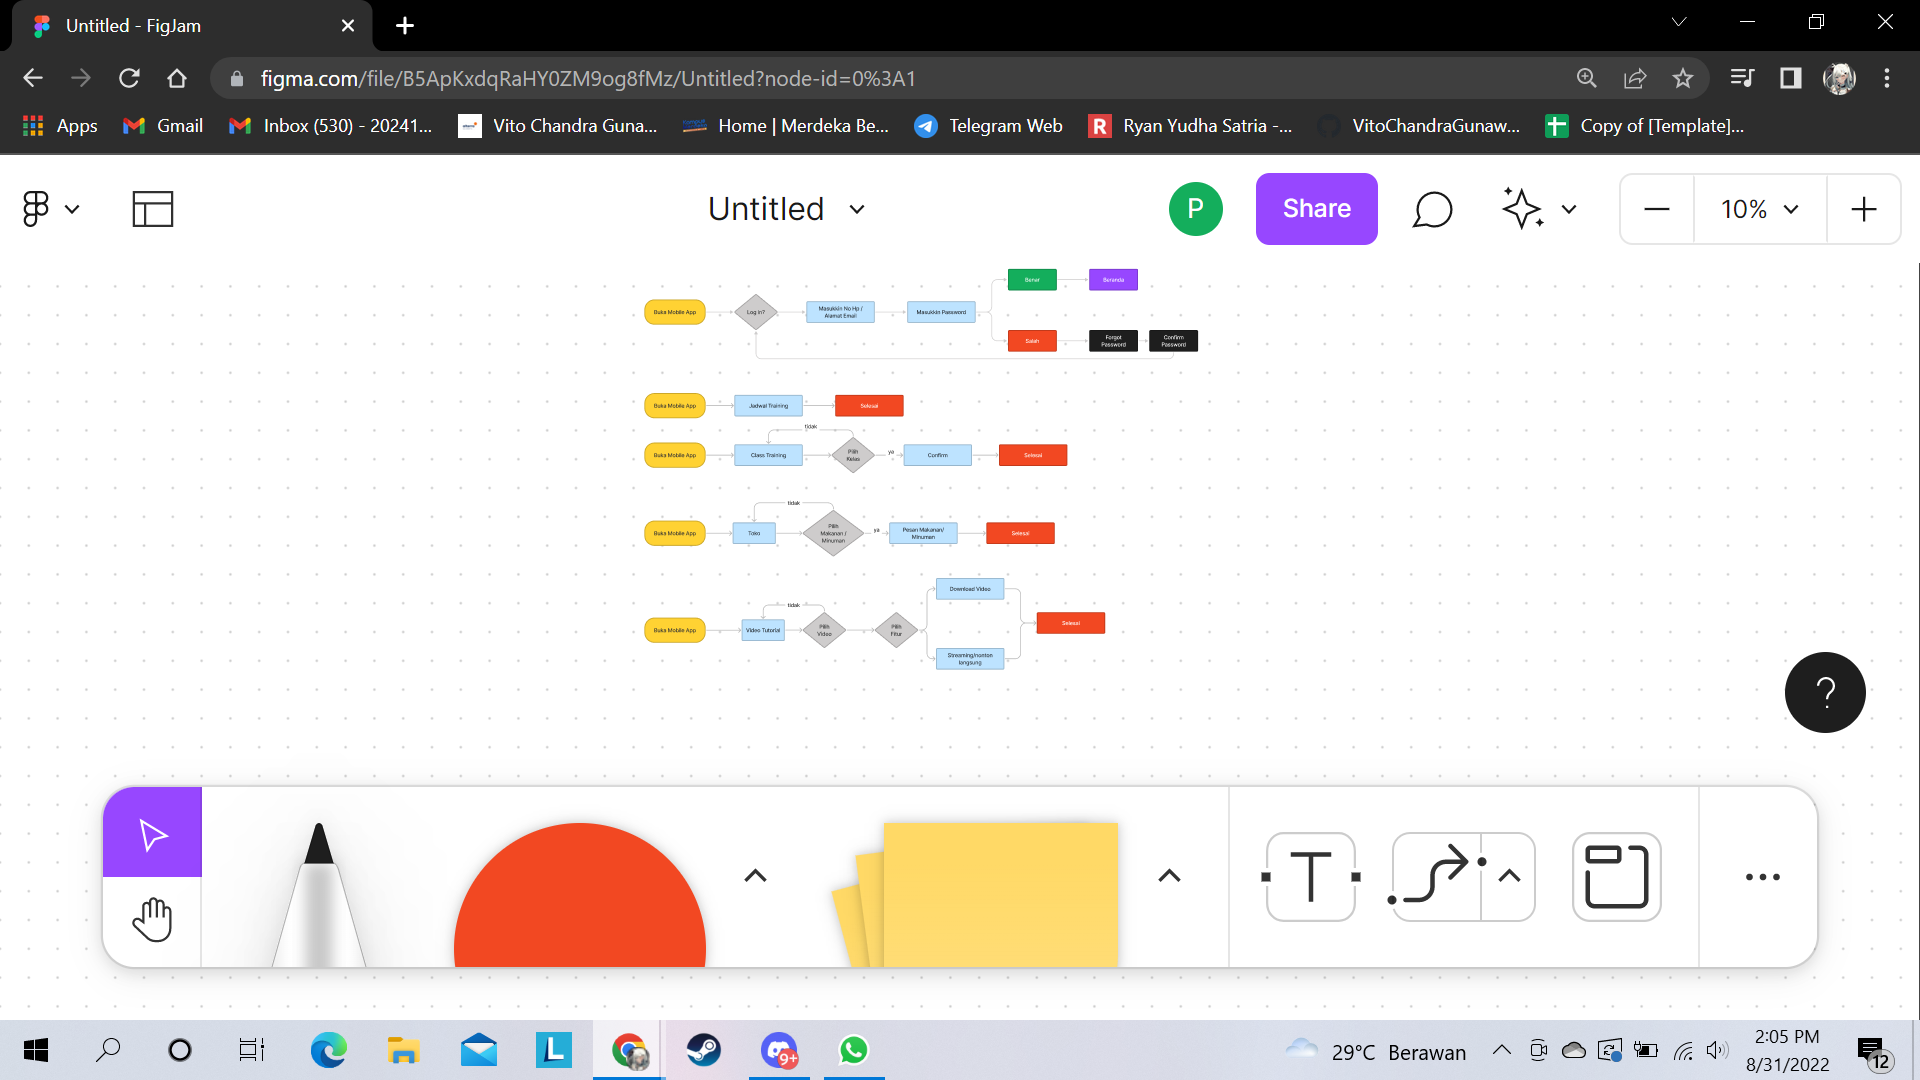 Untitled - FigJam
figma.com/file/B5ApKxdqRaHY0ZM9og8fMz/Untitled?node-id=0%3A1
Apps
Gmail
Inbox (530) - 20241...
Vito Chandra Guna...
Home | Merdeka Be...
Telegram Web
R
Ryan Yudha Satria -...
VitoChandraGunaw...
Copy of [Template]...
Untitled
P
Share
10%
Benar
Beranda
Buka Mobile App
Log in?
Masukkin No Hp /
Alamat Email
Masukkin Password
Salah
Forgot
Password
Confirm
Password
Buka Mobile App
Jadwal Training
Selesai
tidak
Buka Mobile App
Class Training
Pilih
Kelas
ya
Confirm
Selesai
tidak
Buka Mobile App
Toko
Pilih
Makanan /
Minuman
ya
Pesan Makanan/
Minuman
Selesai
Download Video
tidak
Buka Mobile App
Video Tutorial
Pilih
Video
Pilih
Fitur
Selesai
Streaming/nonton
langsung
?
T
L
9+
29°C Berawan
2:05 PM
8/31/2022
12